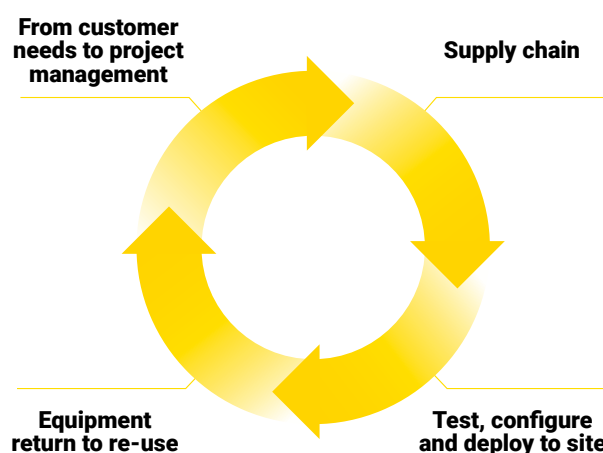 From customer
needs to project
management
Supply chain
Equipment
return to re-use
Test, configure
and deploy to site